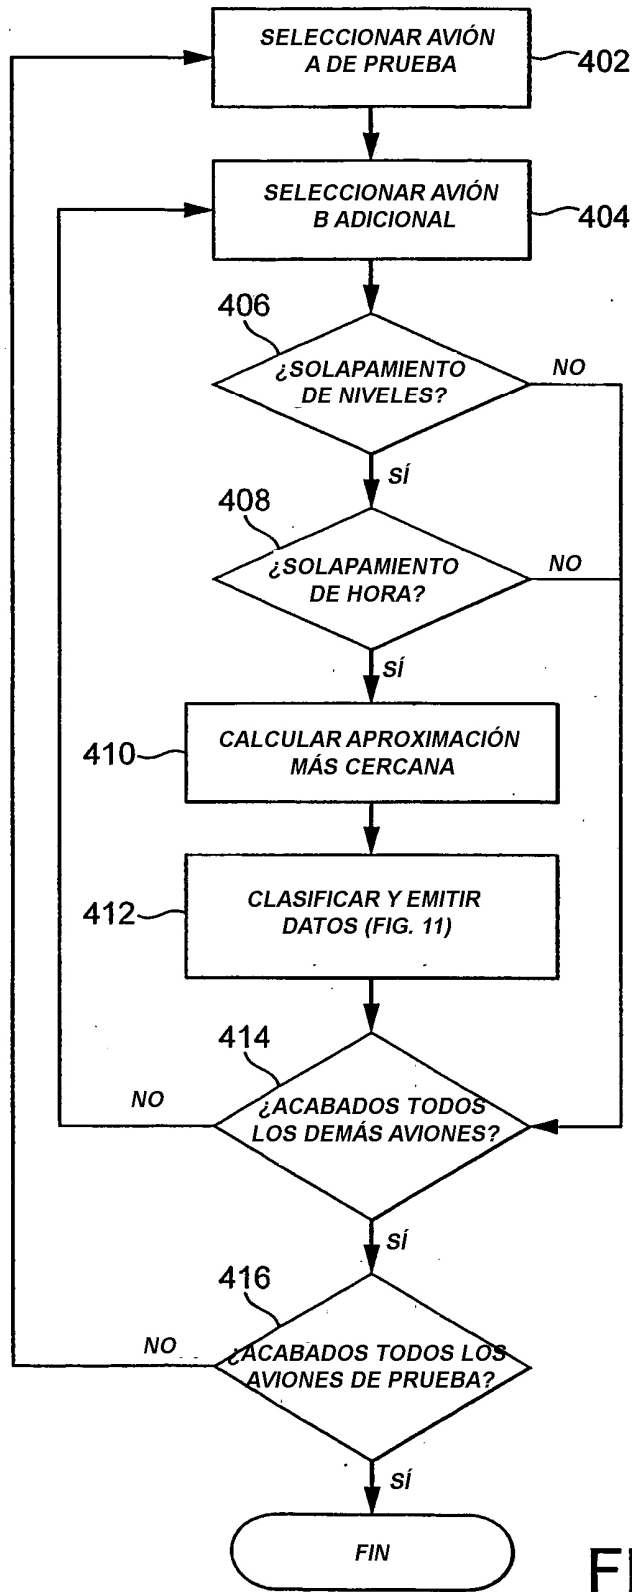 SELECCIONAR AVIÓN
A DE PRUEBA
402
SELECCIONAR AVIÓN
B ADICIONAL
404
406
¿SOLAPAMIENTO
DE NIVELES?
NO
SÍ
408
¿SOLAPAMIENTO
DE HORA?
NO
SÍ
410
CALCULAR APROXIMACIÓN
MÁS CERCANA
412
CLASIFICAR Y EMITIR
DATOS (FIG. 11)
414
NO
¿ACABADOS TODOS
LOS DEMÁS AVIONES?
SÍ
416
NO
¿ACABADOS TODOS LOS
AVIONES DE PRUEBA?
SÍ
FIN